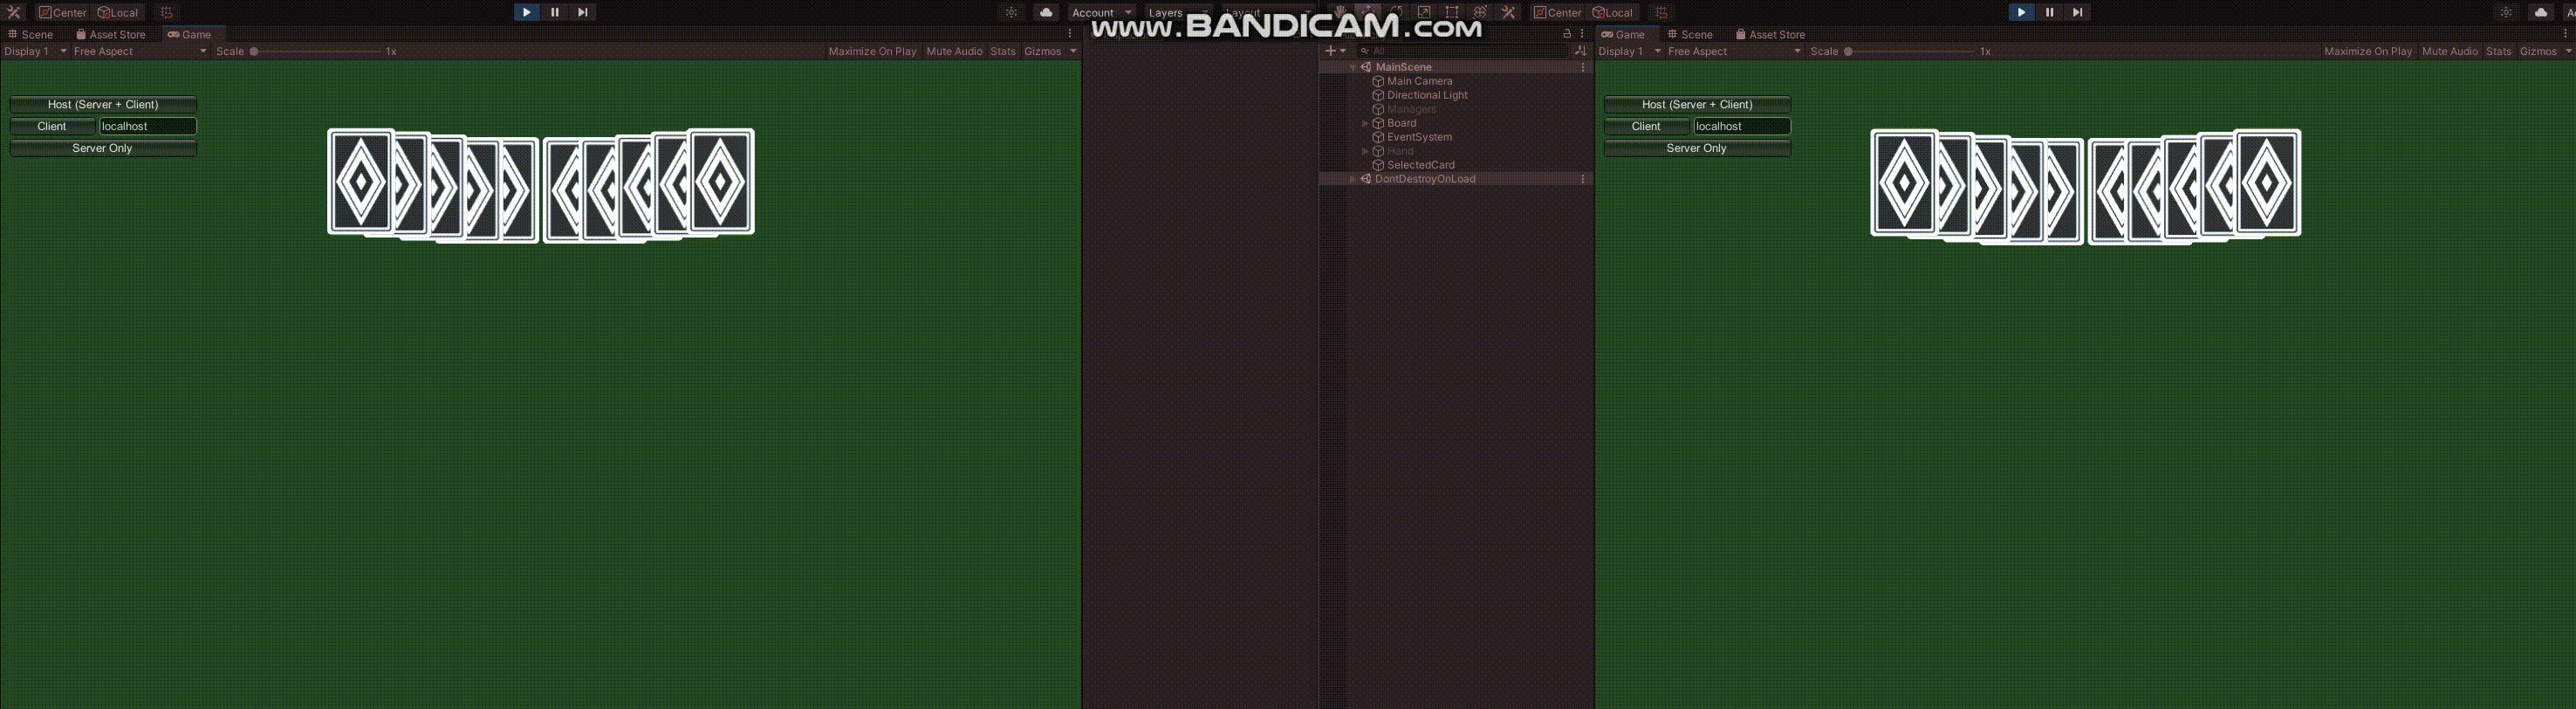 Center Local
Account Layers Layout
www.BANDICAM.com
Center Local
Scene Asset Store Game
Display 1 Free Aspect Scale 1x Maximize On Play Mute Audio Stats Gizmos
Host (Server + Client)
Client localhost
Server Only
All
MainScene
Main Camera
Directional Light
Managers
Board
EventSystem
Hand
SelectedCard
DontDestroyOnLoad
Game Scene Asset Store
Display 1 Free Aspect Scale 1x Maximize On Play Mute Audio Stats Gizmos
Host (Server + Client)
Client localhost
Server Only